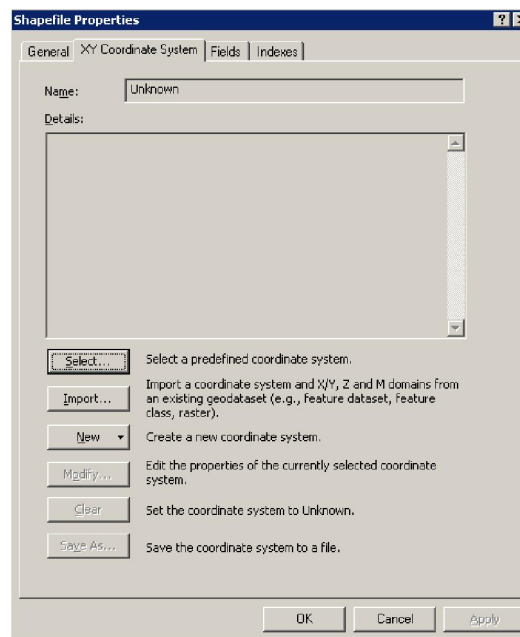 Shapefile Properties
?
General
XY Coordinate System
Fields
Indexes
Name:
Unknown
Details:
Select...
Select a predefined coordinate system.
Import...
Import a coordinate system and X/Y, Z and M domains from
an existing geodataset (e.g., feature dataset, feature
class, raster).
New
Create a new coordinate system.
Modify...
Edit the properties of the currently selected coordinate
system.
Clear
Set the coordinate system to Unknown.
Save As...
Save the coordinate system to a file.
OK
Cancel
Apply